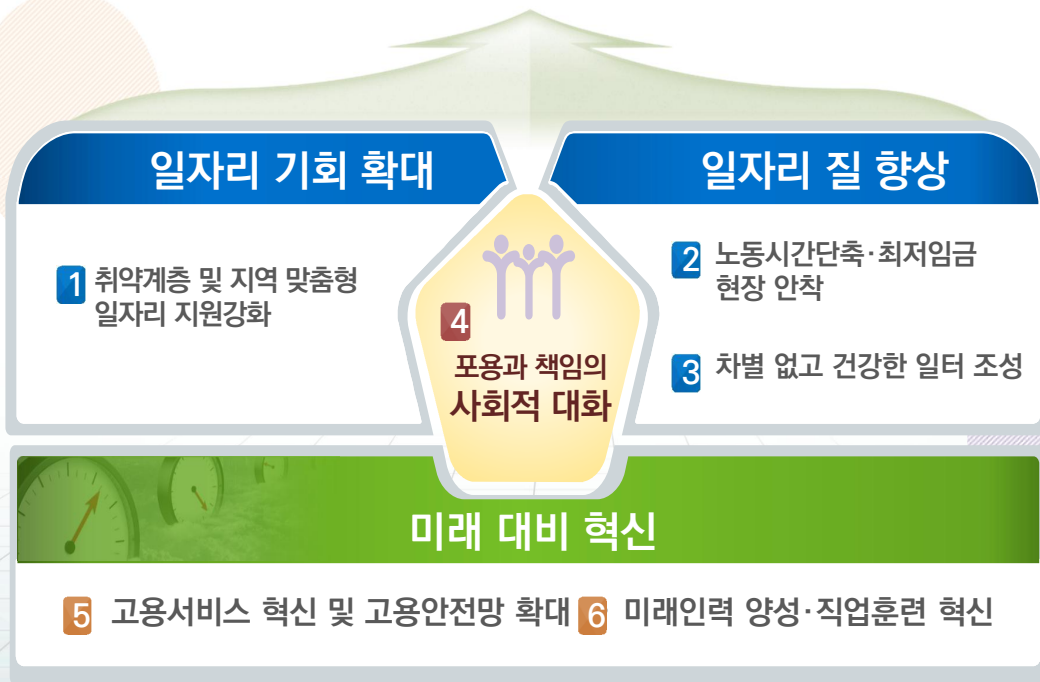 일자리 기회 확대
일자리 질 향상
1 취약계층 및 지역 맞춤형
일자리 지원강화
2 노동시간단축·최저임금
현장 안착
3 차별 없고 건강한 일터 조성
4
포용과 책임의
사회적 대화
미래 대비 혁신
5 고용서비스 혁신 및 고용안전망 확대
6 미래인력 양성·직업훈련 혁신